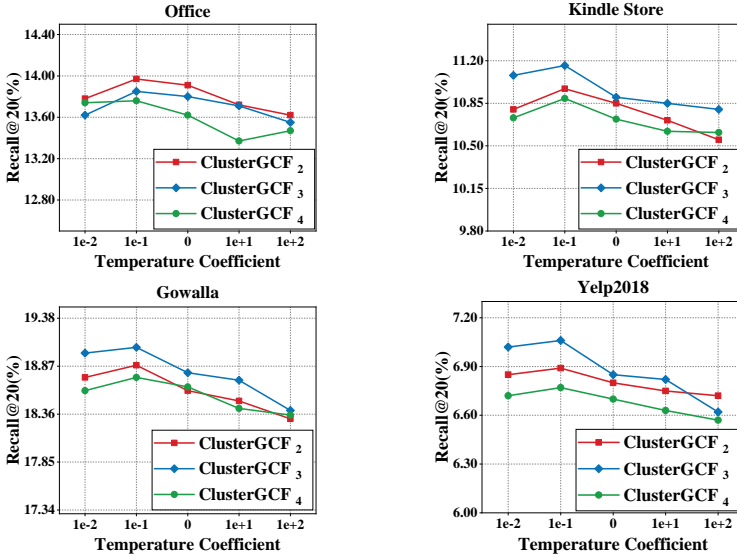 Office
14.40
14.00
13.60
13.20
12.80
Recall@20(%)
ClusterGCF 2
ClusterGCF 3
ClusterGCF 4
1e-2 1e-1 0 1e+1 1e+2
Temperature Coefficient
Kindle Store
11.20
10.85
10.50
10.15
9.80
Recall@20(%)
ClusterGCF 2
ClusterGCF 3
ClusterGCF 4
1e-2 1e-1 0 1e+1 1e+2
Temperature Coefficient
Gowalla
19.38
18.87
18.36
17.85
17.34
Recall@20(%)
ClusterGCF 2
ClusterGCF 3
ClusterGCF 4
1e-2 1e-1 0 1e+1 1e+2
Temperature Coefficient
Yelp2018
7.20
6.90
6.60
6.30
6.00
Recall@20(%)
ClusterGCF 2
ClusterGCF 3
ClusterGCF 4
1e-2 1e-1 0 1e+1 1e+2
Temperature Coefficient